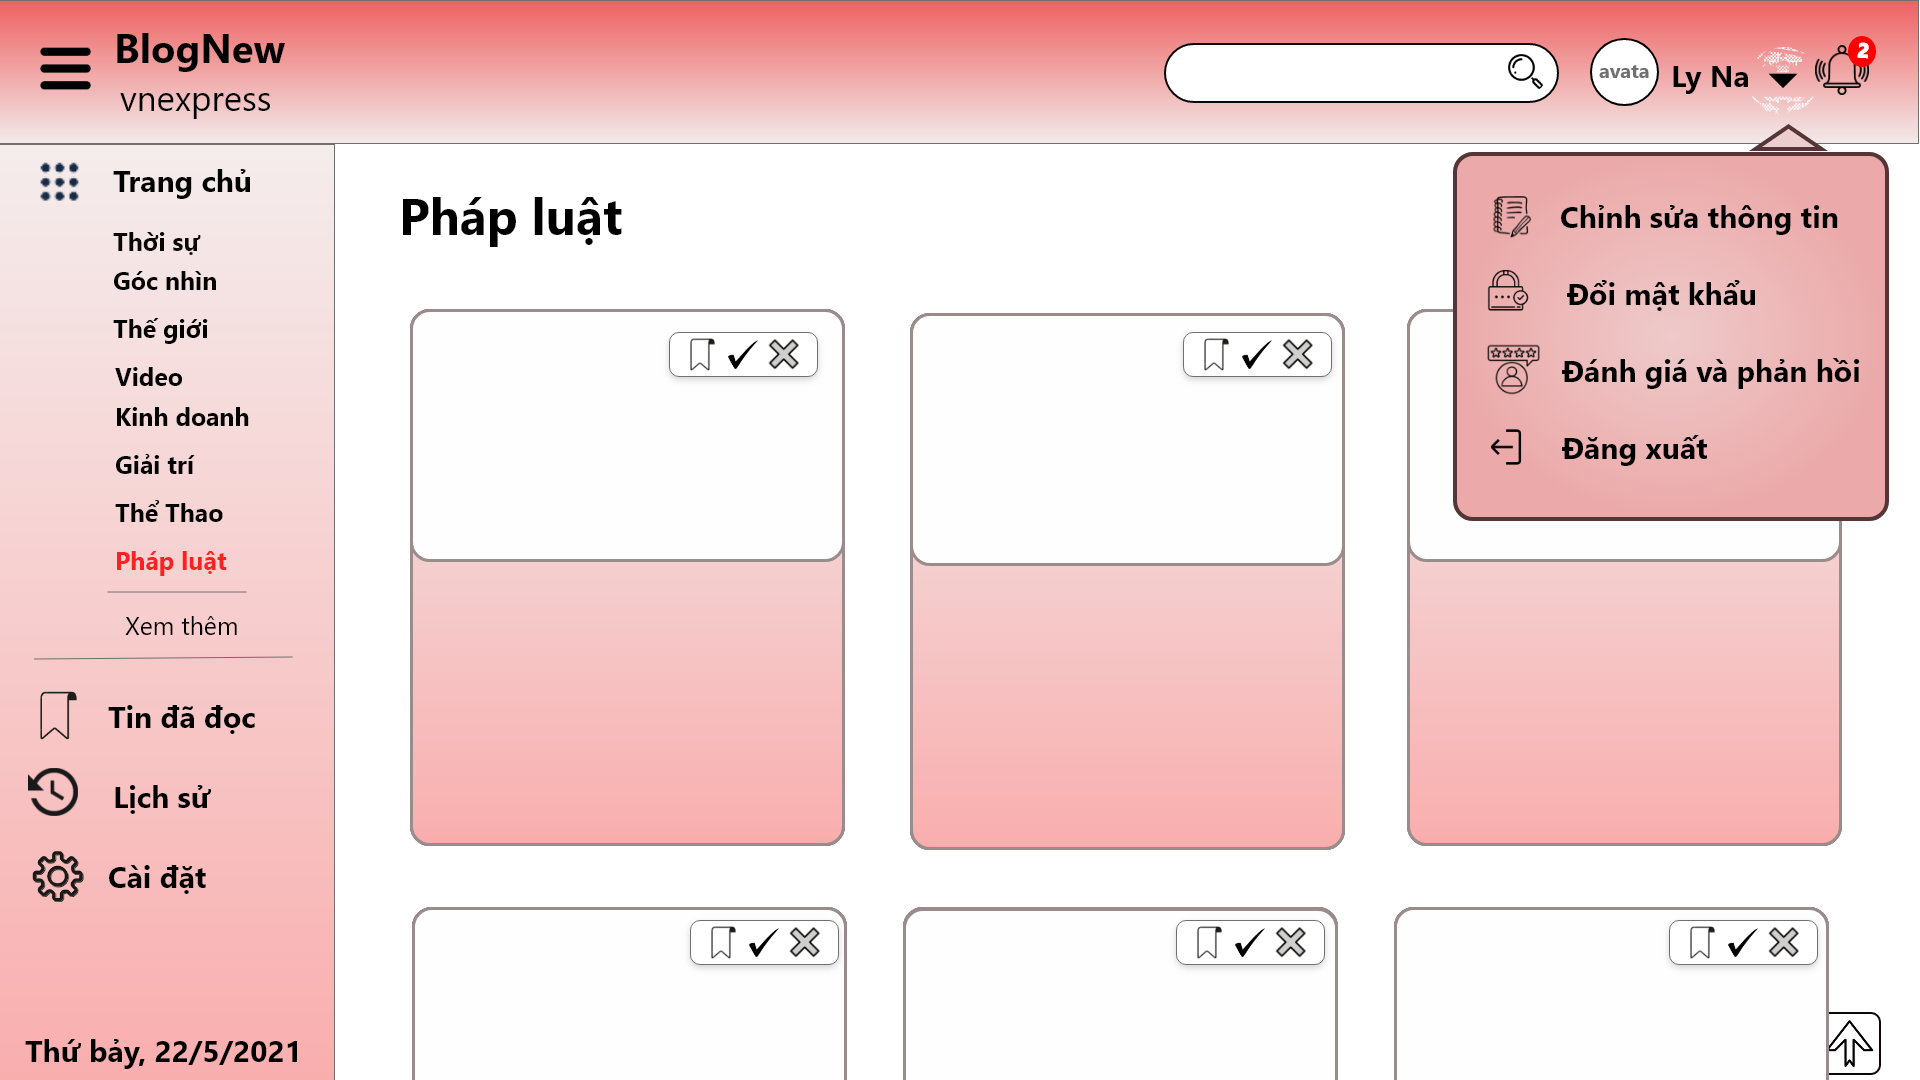 BlogNew
vnexpress
avata
Ly Na
2
Trang chủ
Thời sự
Góc nhìn
Thế giới
Video
Kinh doanh
Giải trí
Thể Thao
Pháp luật
Xem thêm
Tin đã đọc
Lịch sử
Cài đặt
Thứ bảy, 22/5/2021
Pháp luật
Chỉnh sửa thông tin
Đổi mật khẩu
Đánh giá và phản hồi
Đăng xuất